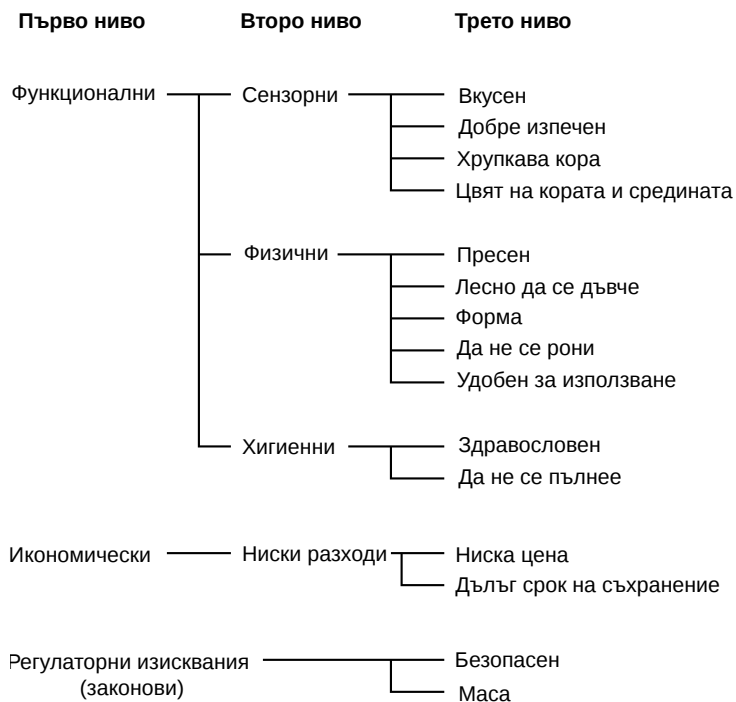 Първо ниво Второ ниво Трето ниво
Функционални Сензорни Вкусен
Добре изпечен
Хрупкава кора
Цвят на кората и средината
Физични Пресен
Лесно да се дъвче
Форма
Да не се рони
Удобен за използване
Хигиенни Здравословен
Да не се пълнее
Икономически Ниски разходи Ниска цена
Дълъг срок на съхранение
Регулаторни изисквания Безопасен
(законови)
Маса